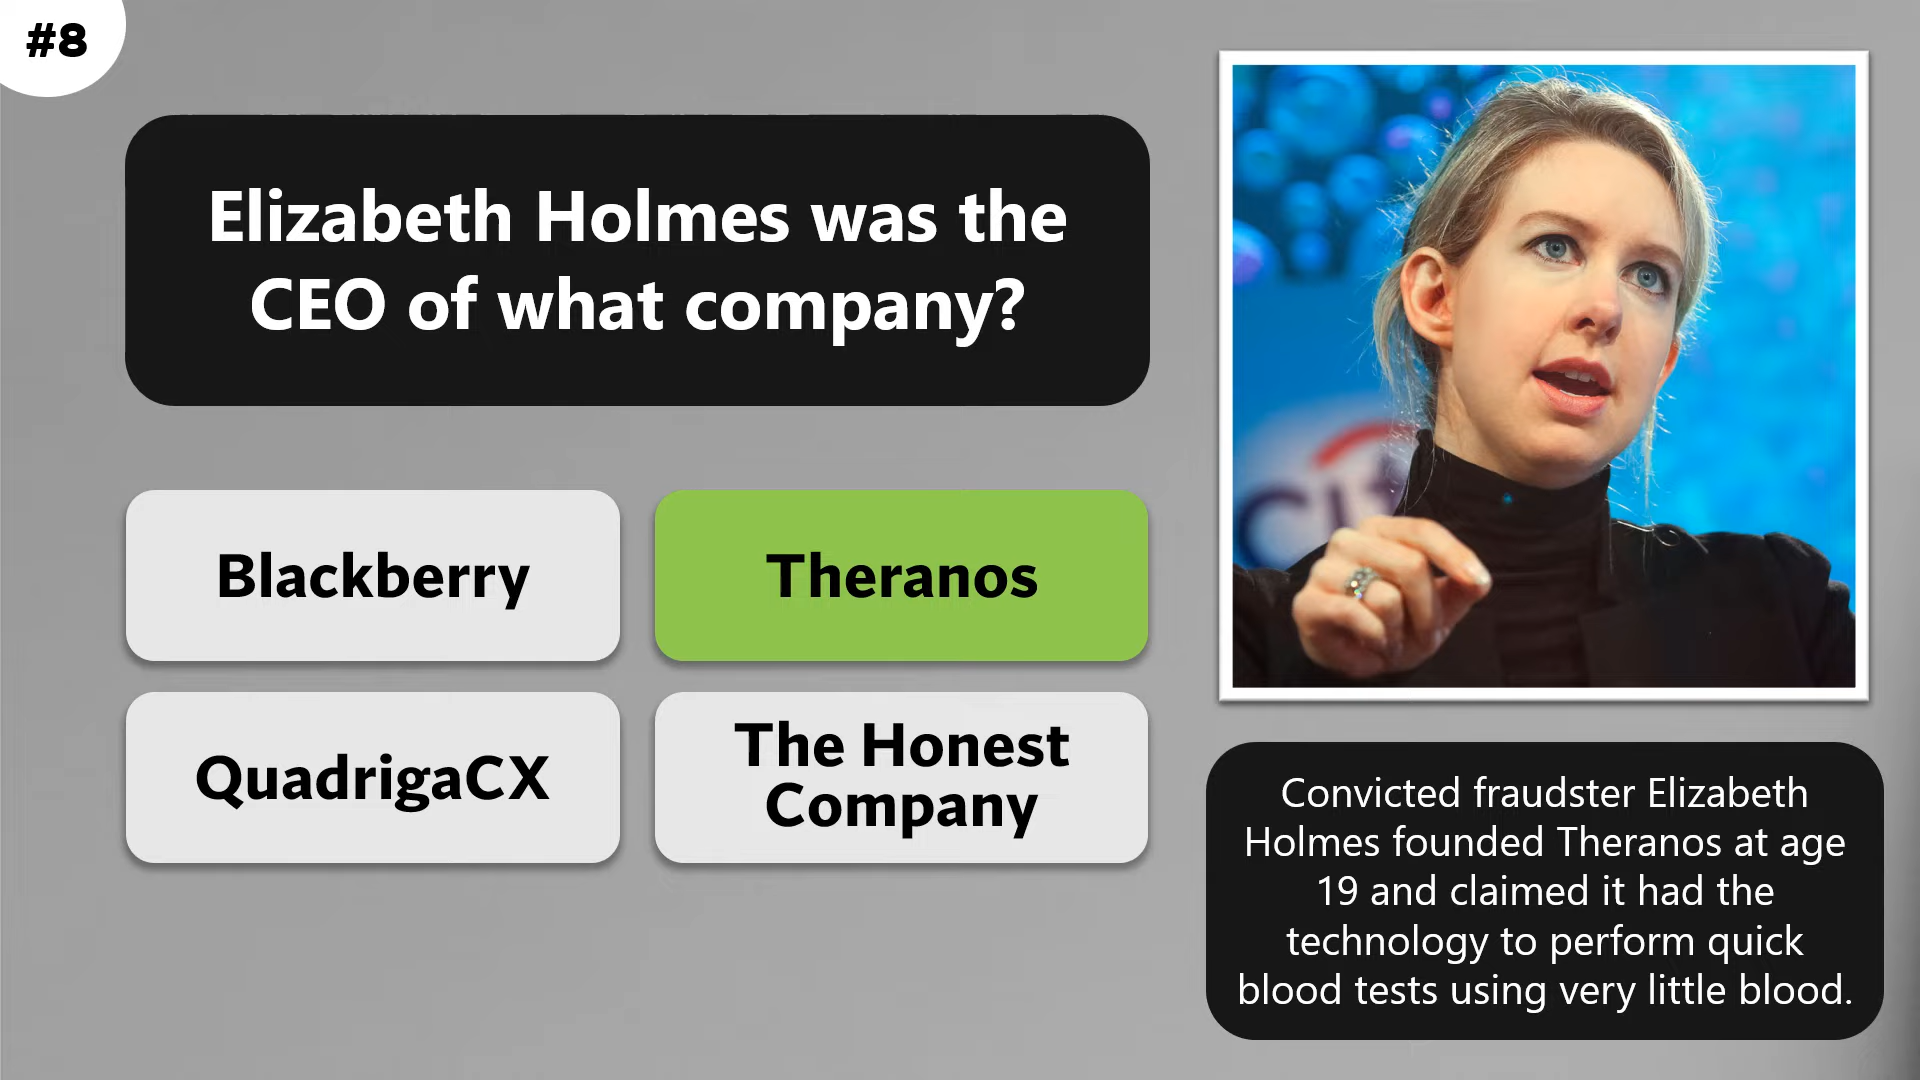 #8
Elizabeth Holmes was the
CEO of what company?
Blackberry
Theranos
QuadrigaCX
The Honest
Company
citi
Convicted fraudster Elizabeth
Holmes founded Theranos at age
19 and claimed it had the
technology to perform quick
blood tests using very little blood.